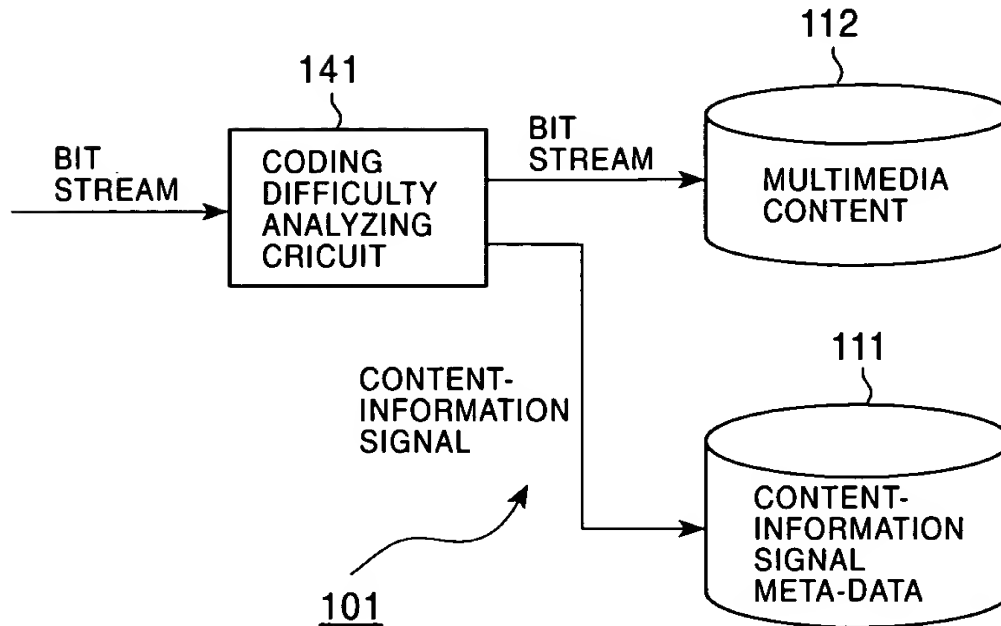 112
141
BIT
STREAM
CODING
DIFFICULTY
ANALYZING
CRICUIT
BIT
STREAM
MULTIMEDIA
CONTENT
111
CONTENT-
INFORMATION
SIGNAL
CONTENT-
INFORMATION
SIGNAL
META-DATA
101